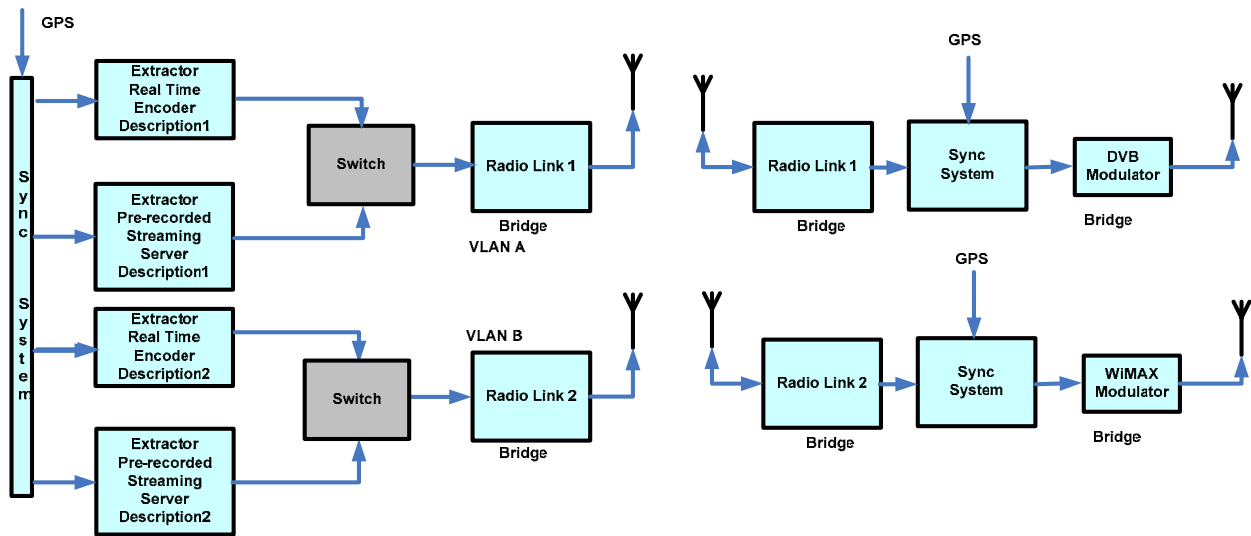 GPS
Sync System
Extractor
Real Time
Encoder
Description1
Extractor
Pre-recorded
Streaming
Server
Description1
Extractor
Real Time
Encoder
Description2
Extractor
Pre-recorded
Streaming
Server
Description2
Switch
Switch
Radio Link 1
Bridge
VLAN A
VLAN B
Radio Link 2
Bridge
GPS
Radio Link 1
Bridge
Sync
System
DVB
Modulator
Bridge
GPS
Radio Link 2
Bridge
Sync
System
WiMAX
Modulator
Bridge